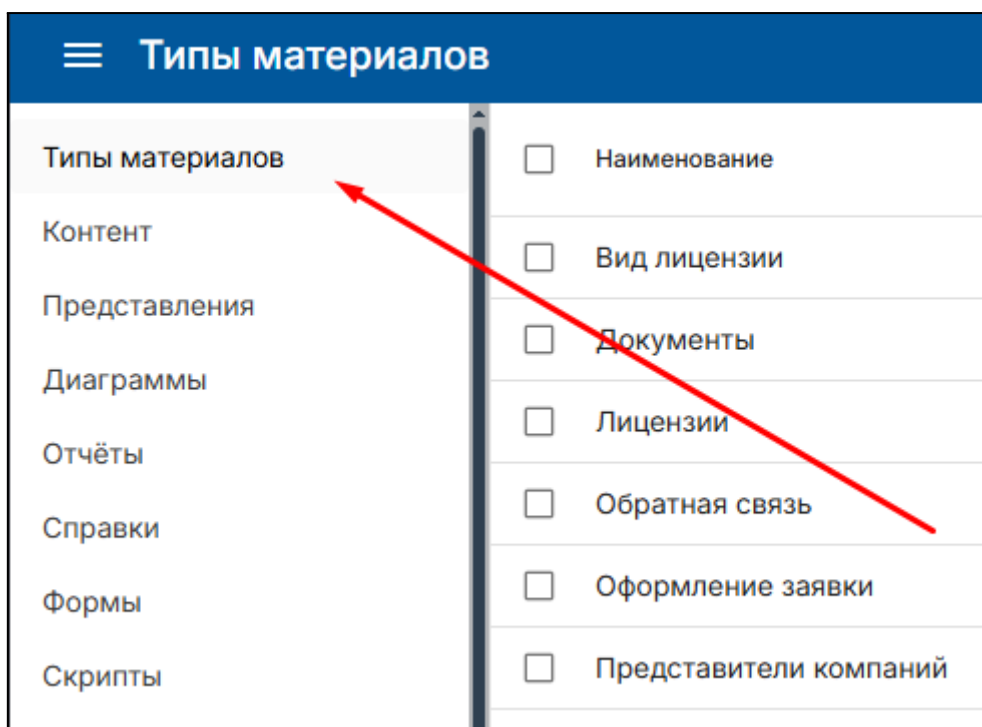 Типы материалов
Типы материалов
Контент
Представления
Диаграммы
Отчёты
Справки
Формы
Скрипты
Наименование
Вид лицензии
Документы
Лицензии
Обратная связь
Оформление заявки
Представители компаний